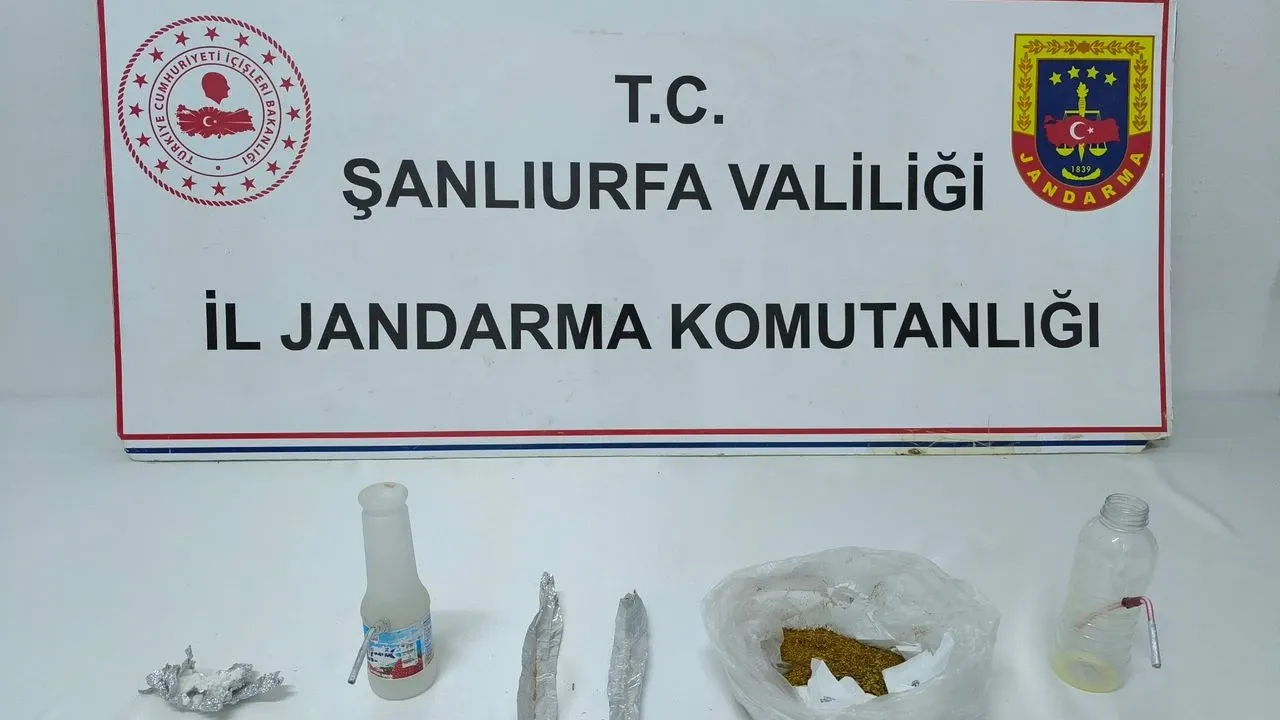 TÜRKİYE CUMHURİYETİ İÇİŞLERİ BAKANLIĞI
T.C.
ŞANLIURFA VALİLİĞİ
İL JANDARMA KOMUTANLIĞI
1839
JANDARMA